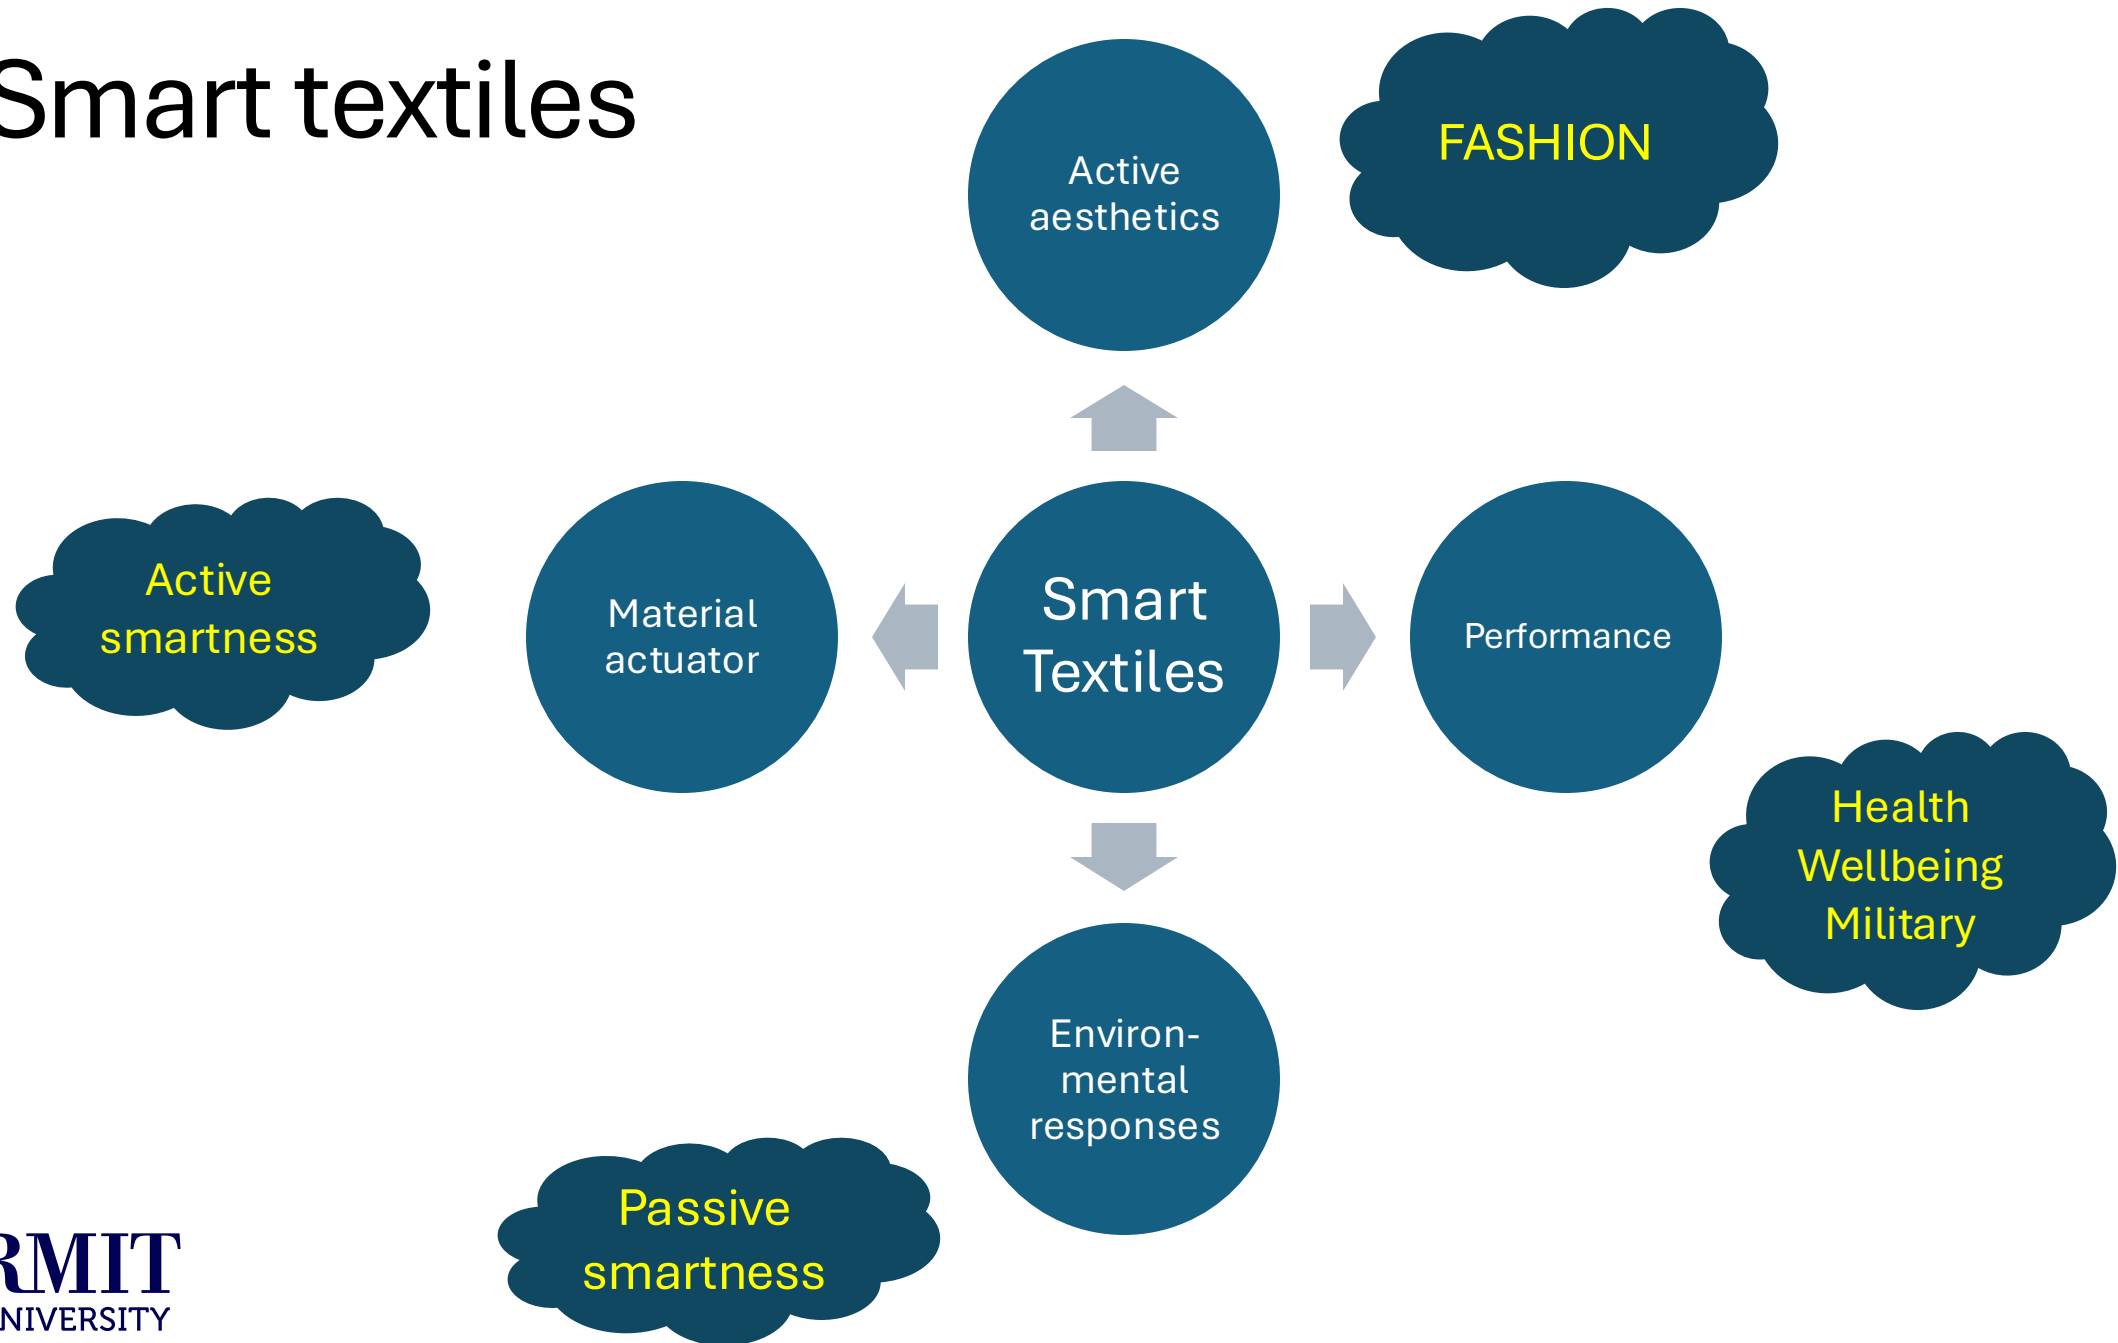 Smart textiles
Active
aesthetics
FASHION
Active
smartness
Material
actuator
Smart
Textiles
Performance
Health
Wellbeing
Military
Environ-
mental
responses
Passive
smartness
RMIT
NIVERSITY